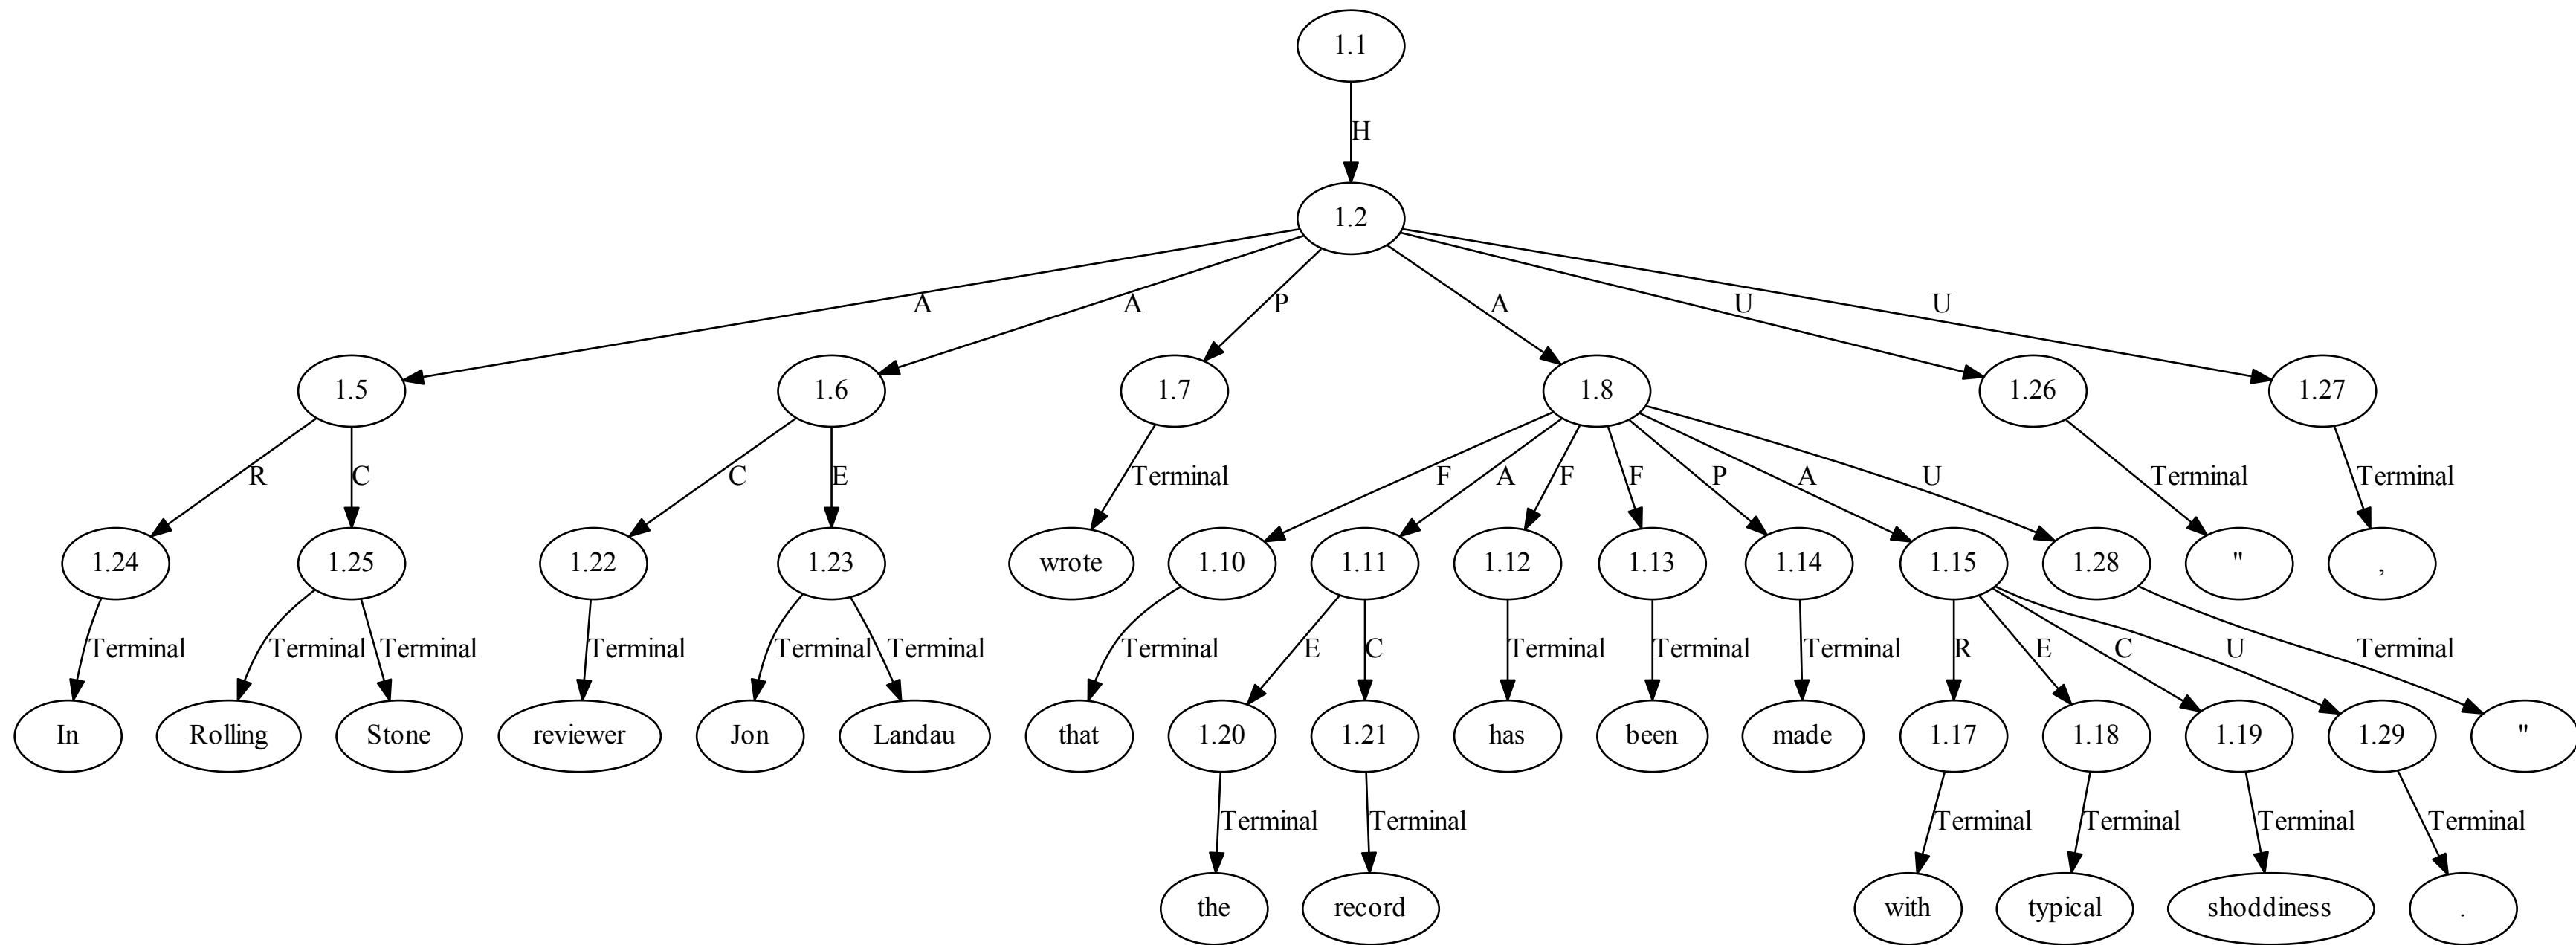 1.1
H
1.2
A A P A U U
1.5 1.6 1.7 1.8 1.26 1.27
R C C E Terminal F A F F P A U Terminal Terminal
1.24 1.25 1.22 1.23 wrote 1.10 1.11 1.12 1.13 1.14 1.15 1.28 " ,
Terminal Terminal Terminal Terminal Terminal Terminal Terminal E C Terminal Terminal Terminal R E C U Terminal
In Rolling Stone reviewer Jon Landau that 1.20 1.21 has been made 1.17 1.18 1.19 1.29 "
Terminal Terminal Terminal Terminal Terminal Terminal
the record with typical shoddiness .